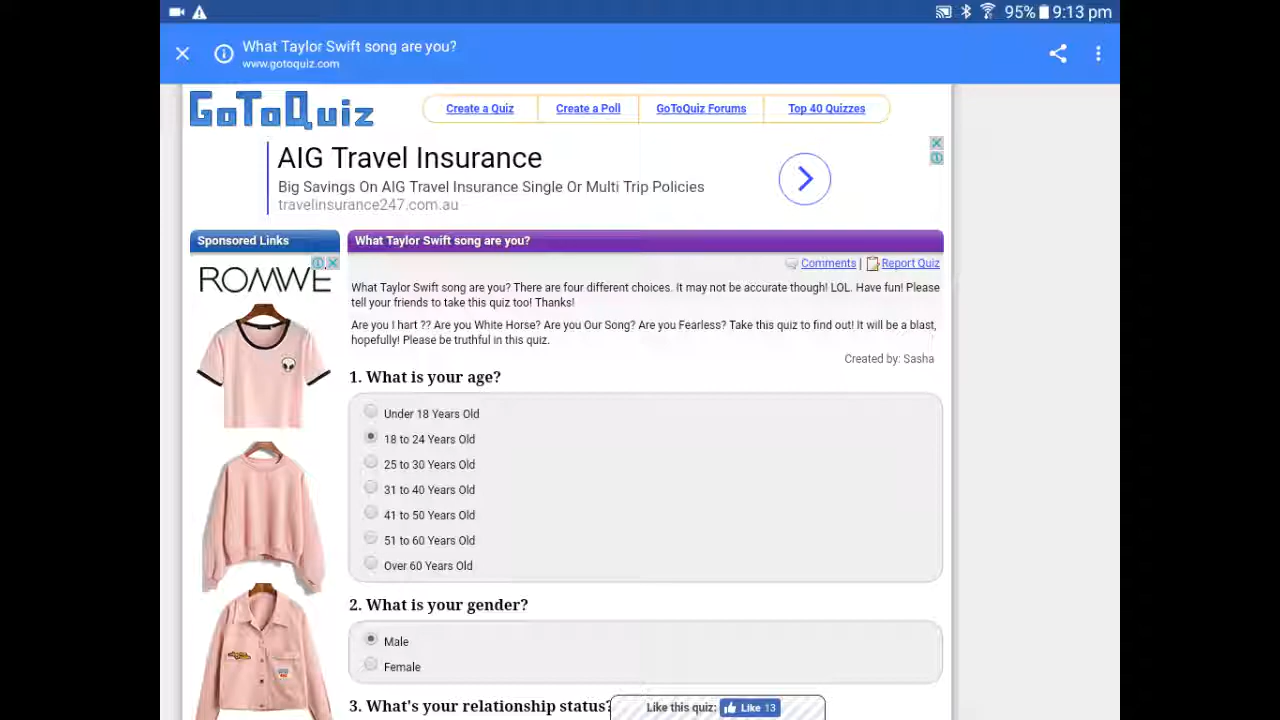 95% 9:13 pm
What Taylor Swift song are you?
www.gotoquiz.com
GoToQuiz
Create a Quiz
Create a Poll
GoToQuiz Forums
Top 40 Quizzes
AIG Travel Insurance
Big Savings On AIG Travel Insurance Single Or Multi Trip Policies
travelinsurance247.com.au
Sponsored Links
ROMWE
What Taylor Swift song are you?
Comments | Report Quiz
What Taylor Swift song are you? There are four different choices. it may not be accurate though! LOL. Have fun! Please
tell your friends to take this quiz too! Thanks!
Are you I hart ?? Are you White Horse? Are you Our Song? Are you Fearless? Take this quiz to find out! It will be a blast,
hopefully! Please be truthful in this quiz.
Created by: Sasha
1. What is your age?
Under 18 Years Old
18 to 24 Years Old
25 to 30 Years Old
31 to 40 Years Old
41 to 50 Years Old
51 to 60 Years Old
Over 60 Years Old
2. What is your gender?
Male
Female
3. What's your relationship status?
Like this quiz: Like 13